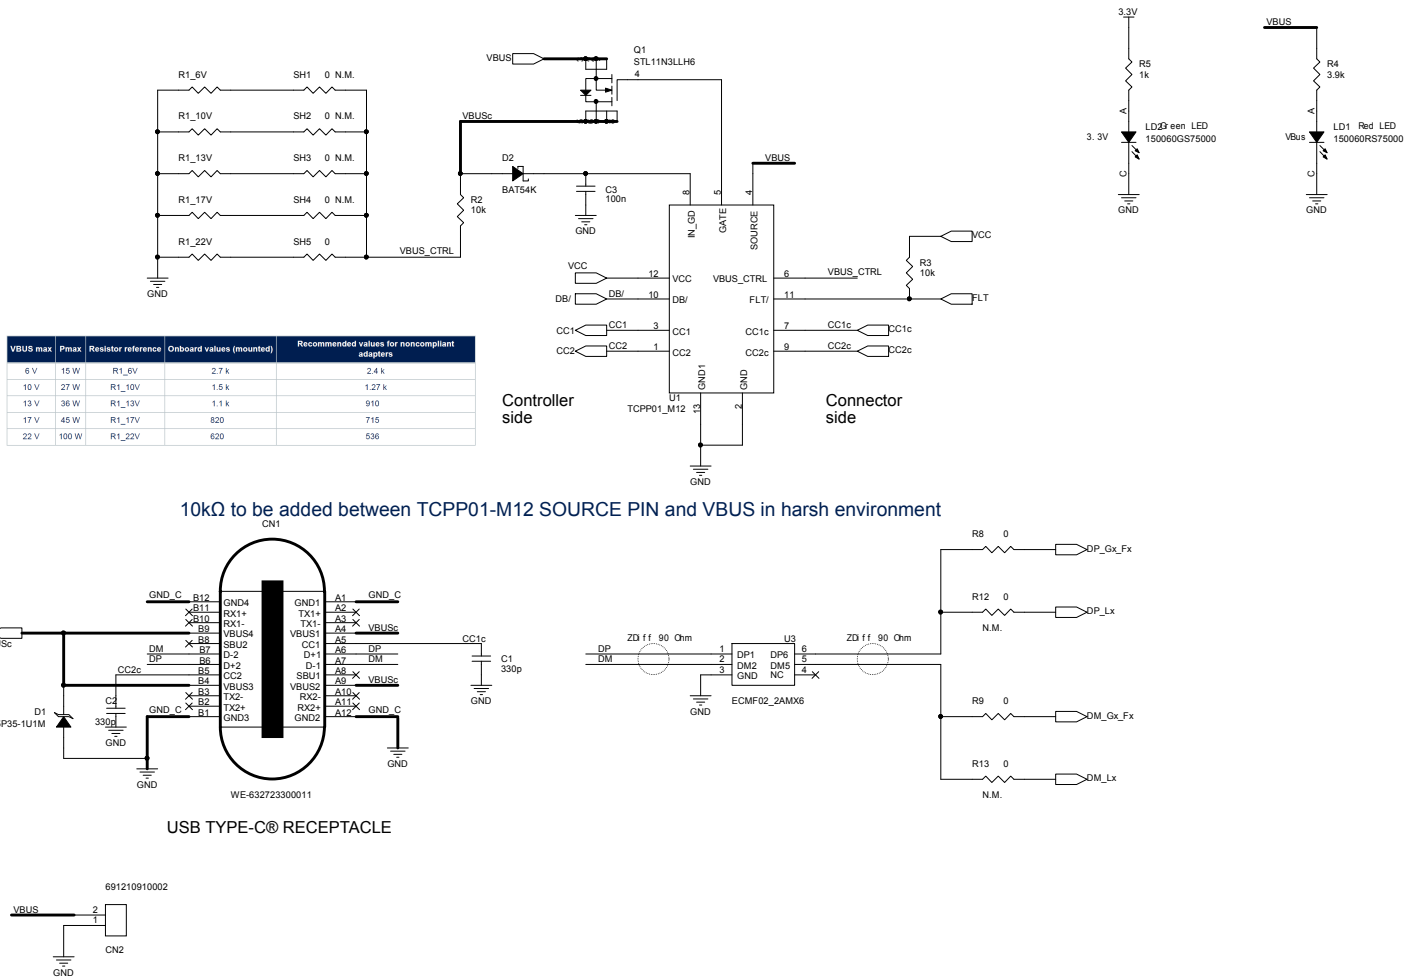 R1_6V
SH1 0 N.M.
R1_10V
SH2 0 N.M.
R1_13V
SH3 0 N.M.
R1_17V
SH4 0 N.M.
R1_22V
SH5 0
VBUS_CTRL
GND
VBUS
Q1
STL11N3LLH6
4
VBUSc
D2
BAT54K
R2
10k
C3
100n
GND
VBUS
8
5
4
IN_GD
GATE
SOURCE
VCC
12
VCC
DB/
DB/
10
DB/
CC1
CC1
3
CC1
CC2
CC2
1
CC2
VBUS_CTRL
6
VBUS_CTRL
FLT/
11
FLT
CC1c
7
CC1c
CC1c
CC2c
9
CC2c
CC2c
R3
10k
VCC
GND1
GND
13
2
U1
TCPP01_M12
GND
Controller
side
Connector
side
3.3V
R5
1k
A
LD2 Green LED
150060GS75000
3.3V
C
GND
VBUS
R4
3.9k
A
LD1 Red LED
150060RS75000
VBus
C
GND
VBUS max Pmax Resistor reference Onboard values (mounted) Recommended values for noncompliant adapters
6 V 15 W R1_6V 2.7 k 2.4 k
10 V 27 W R1_10V 1.5 k 1.27 k
13 V 36 W R1_13V 1.1 k 910
17 V 45 W R1_17V 820 715
22 V 100 W R1_22V 620 536
10kΩ to be added between TCPP01-M12 SOURCE PIN and VBUS in harsh environment
CN1
GND_C B12 GND4
B11 RX1+
B10 RX1-
B9 VBUS4
B8 SBU2
DM B7 D-2
DP B6 D+2
CC2c B5 CC2
B4 VBUS3
B3 TX2-
B2 TX2+
GND_C B1 GND3
GND1 A1 GND_C
TX1+ A2
TX1- A3
VBUS1 A4 VBUSc
CC1 A5 CC1c
D+1 A6 DP
D-1 A7 DM
SBU1 A8
VBUS2 A9 VBUSc
RX2- A10
RX2+ A11
GND2 A12 GND_C
C1
330p
GND
C2
330p
GND
D1
P35-1U1M
GND
GND
WE-632723300011
USB TYPE-C® RECEPTACLE
ZDiff 90 Ohm
DP
DM
1 DP1
2 DM2
3 GND
U3
DP6 6
DM5 5
NC 4
ECMF02_2AMX6
GND
ZDiff 90 Ohm
R8 0
DP_Gx_Fx
R12 0
DP_Lx
N.M.
R9 0
DM_Gx_Fx
R13 0
DM_Lx
N.M.
691210910002
VBUS
2
1
CN2
GND